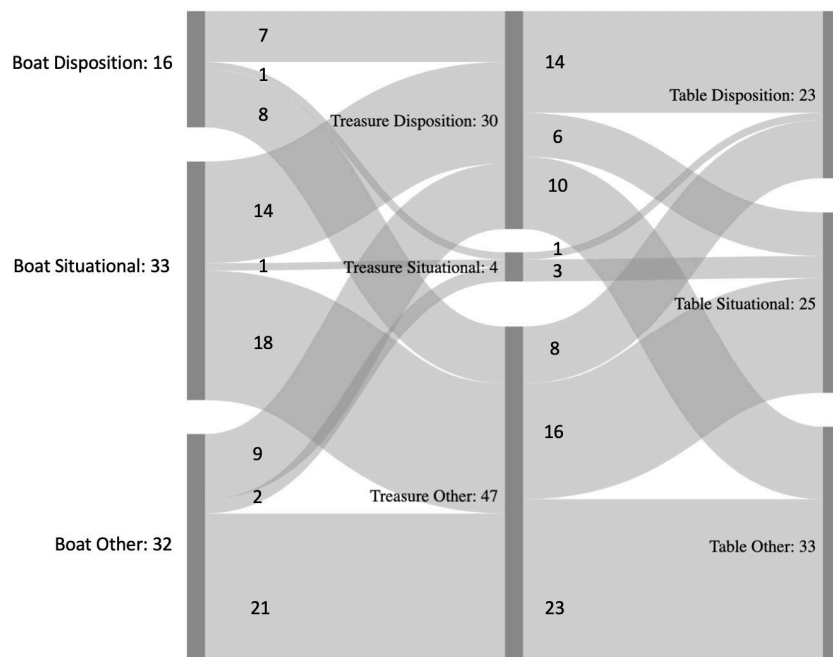 7
14
Boat Disposition: 16
1
Table Disposition: 23
8
Treasure Disposition: 30
6
10
14
1
Boat Situational: 33
1
Treasure Situational: 4
3
Table Situational: 25
18
8
16
9
2
Treasure Other: 47
Boat Other: 32
Table Other: 33
21
23